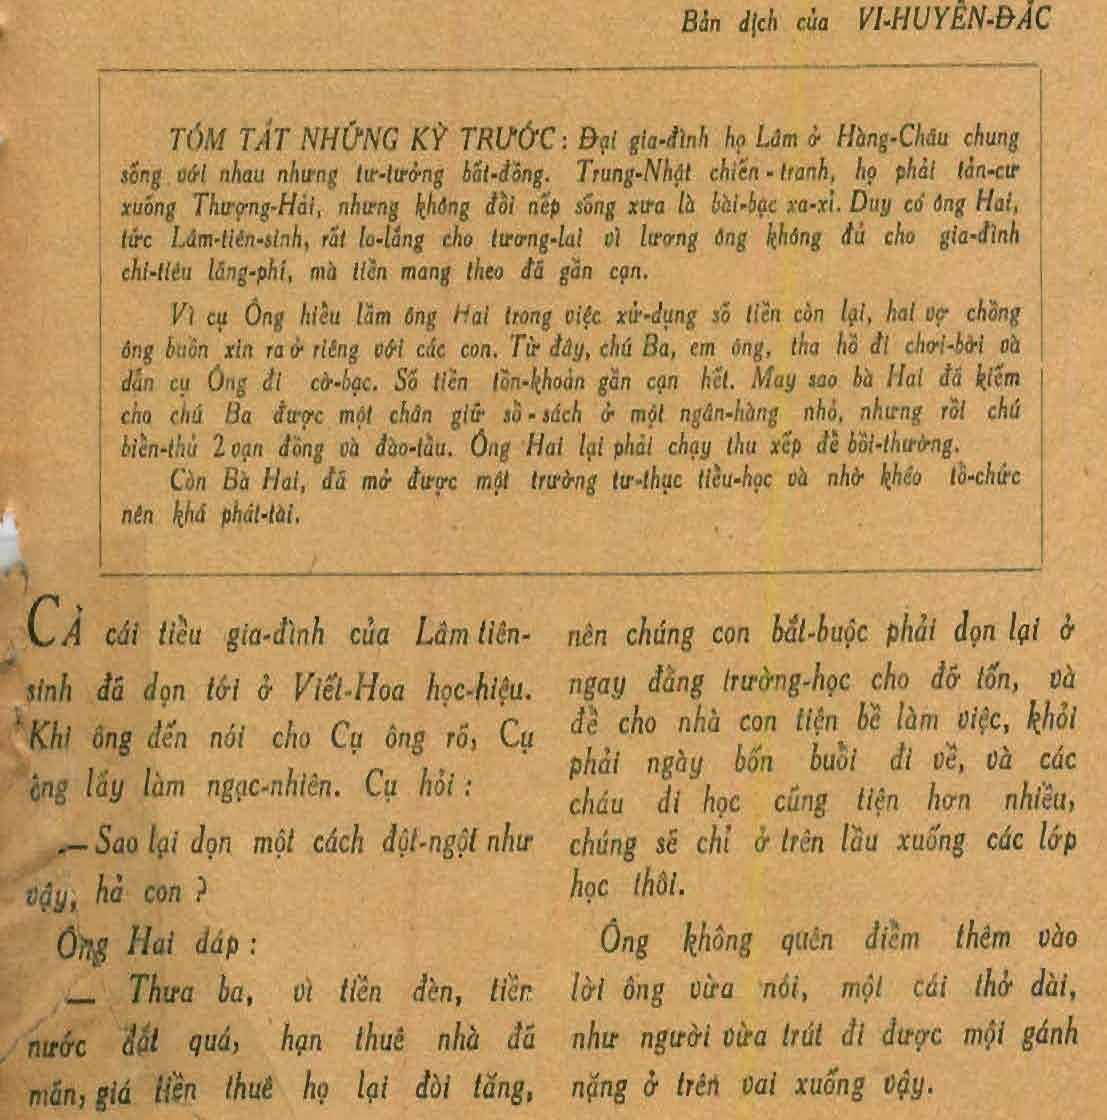 Bản dịch của VI-HUYỀN-ĐẮC
TÓM TẮT NHỮNG KỲ TRƯỚC : Đại gia-đình họ Lâm ở Hàng-Châu chung
sống với nhau nhưng tư-tưởng bất-đồng. Trung-Nhật chiến-tranh, họ phải tản-cư
xuống Thượng-Hải, nhưng không đổi nếp sống xưa là bài-bạc xa-xỉ. Duy có ông Hai,
tức Lâm-tiên-sinh, rất lo-lắng cho tương-lai vì lương ông không đủ cho gia-đình
chi-tiêu lãng-phí, mà tiền mang theo đã gần cạn.
Vì cụ Ông hiểu lầm ông Hai trong việc xử-dụng số tiền còn lại, hai vợ chồng
ông buồn xin ra ở riêng với các con. Từ đây, chú Ba, em ông, tha hồ đi chơi-bời và
dẫn cụ Ông đi cờ-bạc. Số tiền tồn-khoản gần cạn hết. May sao bà Hai đã kiếm
cho chú Ba được một chân giữ sổ-sách ở một ngân-hàng nhỏ, nhưng rồi chú
biển-thủ 2 vạn đồng và đào-tẩu. Ông Hai lại phải chạy thu xếp để bồi-thường.
Còn Bà Hai, đã mở được một trường tư-thục tiểu-học và nhờ khéo tổ-chức
nên khá phát-tài.
CẢ cái tiểu gia-đình của Lâm tiên-
sinh đã dọn tới ở Viết-Hoa học-hiệu.
Khi ông đến nói cho Cụ ông rõ, Cụ
ông lấy làm ngạc-nhiên. Cụ hỏi :
— Sao lại dọn một cách đột-ngột như
vậy, hả con ?
Ông Hai đáp :
— Thưa ba, vì tiền đèn, tiền
nước đắt quá, hạn thuê nhà đã
mãn, giá tiền thuê họ lại đòi tăng,
nên chúng con bắt-buộc phải dọn lại ở
ngay đằng trường-học cho đỡ tốn, và
để cho nhà con tiện bề làm việc, khỏi
phải ngày bốn buổi đi về, và các
cháu đi học cũng tiện hơn nhiều,
chúng sẽ chỉ ở trên lầu xuống các lớp
học thôi.
Ông không quên điểm thêm vào
lời ông vừa nói, một cái thở dài,
như người vừa trút đi được một gánh
nặng ở trên vai xuống vậy.